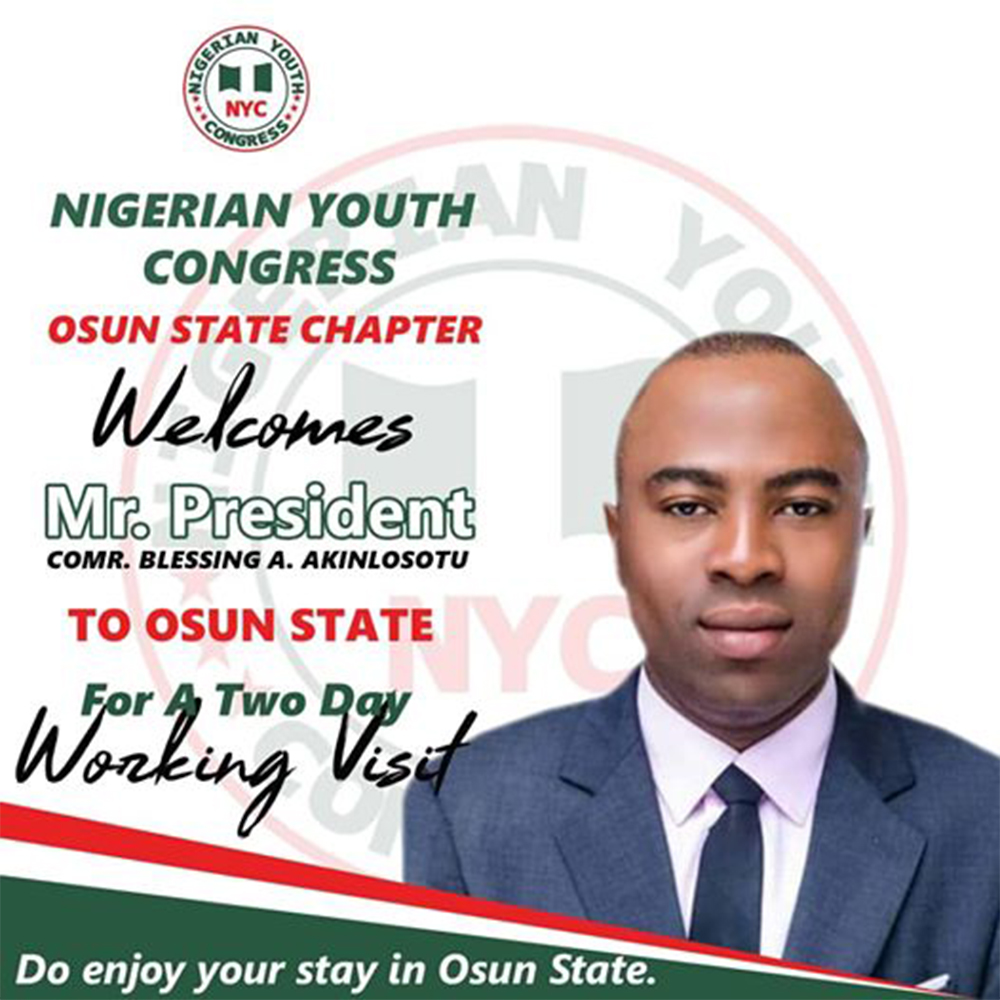 NIGERIAN YOUTH
NYC
CONGRESS
NIGERIAN YOUTH
CONGRESS
OSUN STATE CHAPTER
Welcomes
Mr. President
COMR. BLESSING A. AKINLOSOTU
TO OSUN STATE
For A Two Day
Working Visit
Do enjoy your stay in Osun State.
NYC